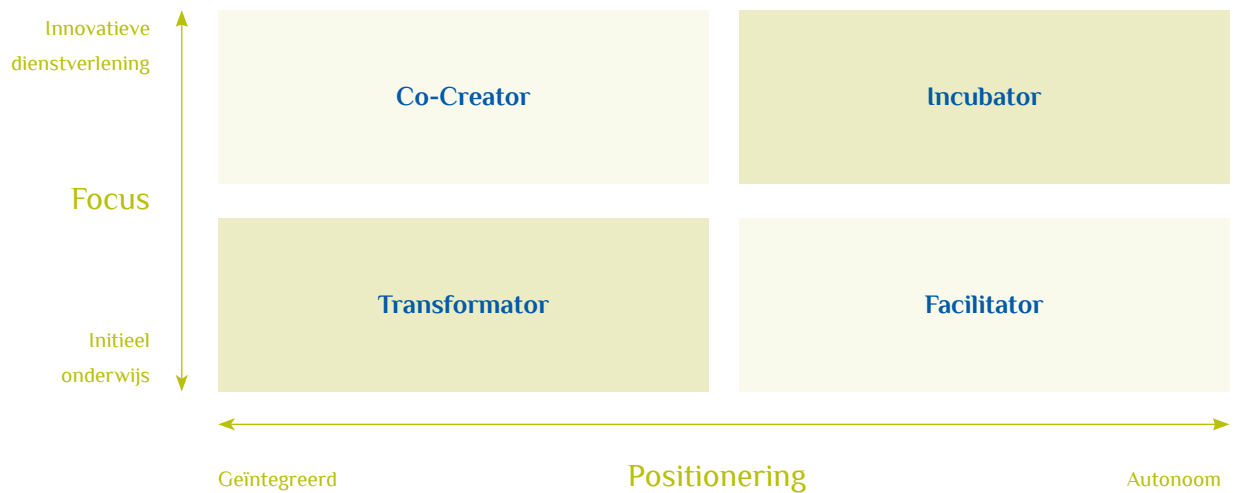 Innovatieve
dienstverlening
Co-Creator
Incubator
Focus
Transformator
Facilitator
Initieel
onderwijs
Geïntegreerd
Positionering
Autonoom